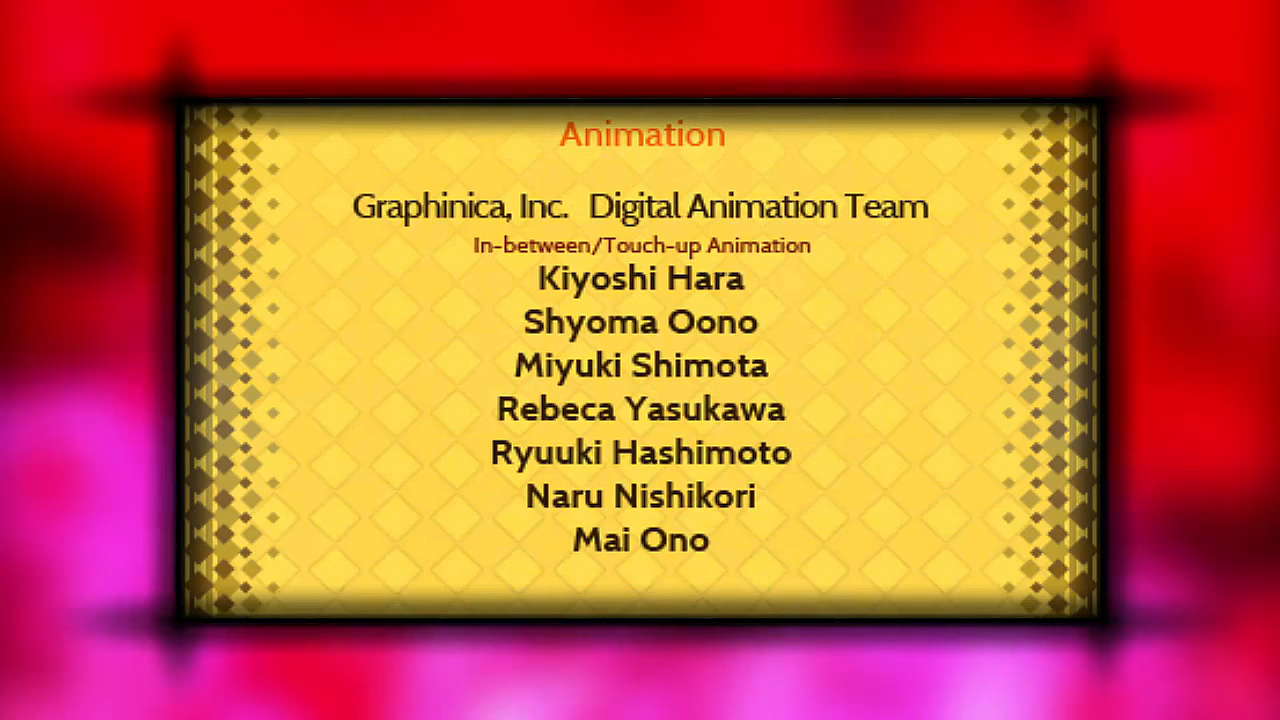 Animation
Graphinica, Inc. Digital Animation Team
In-between/Touch-up Animation
Kiyoshi Hara
Shyoma Oono
Miyuki Shimota
Rebeca Yasukawa
Ryuuki Hashimoto
Naru Nishikori
Mai Ono